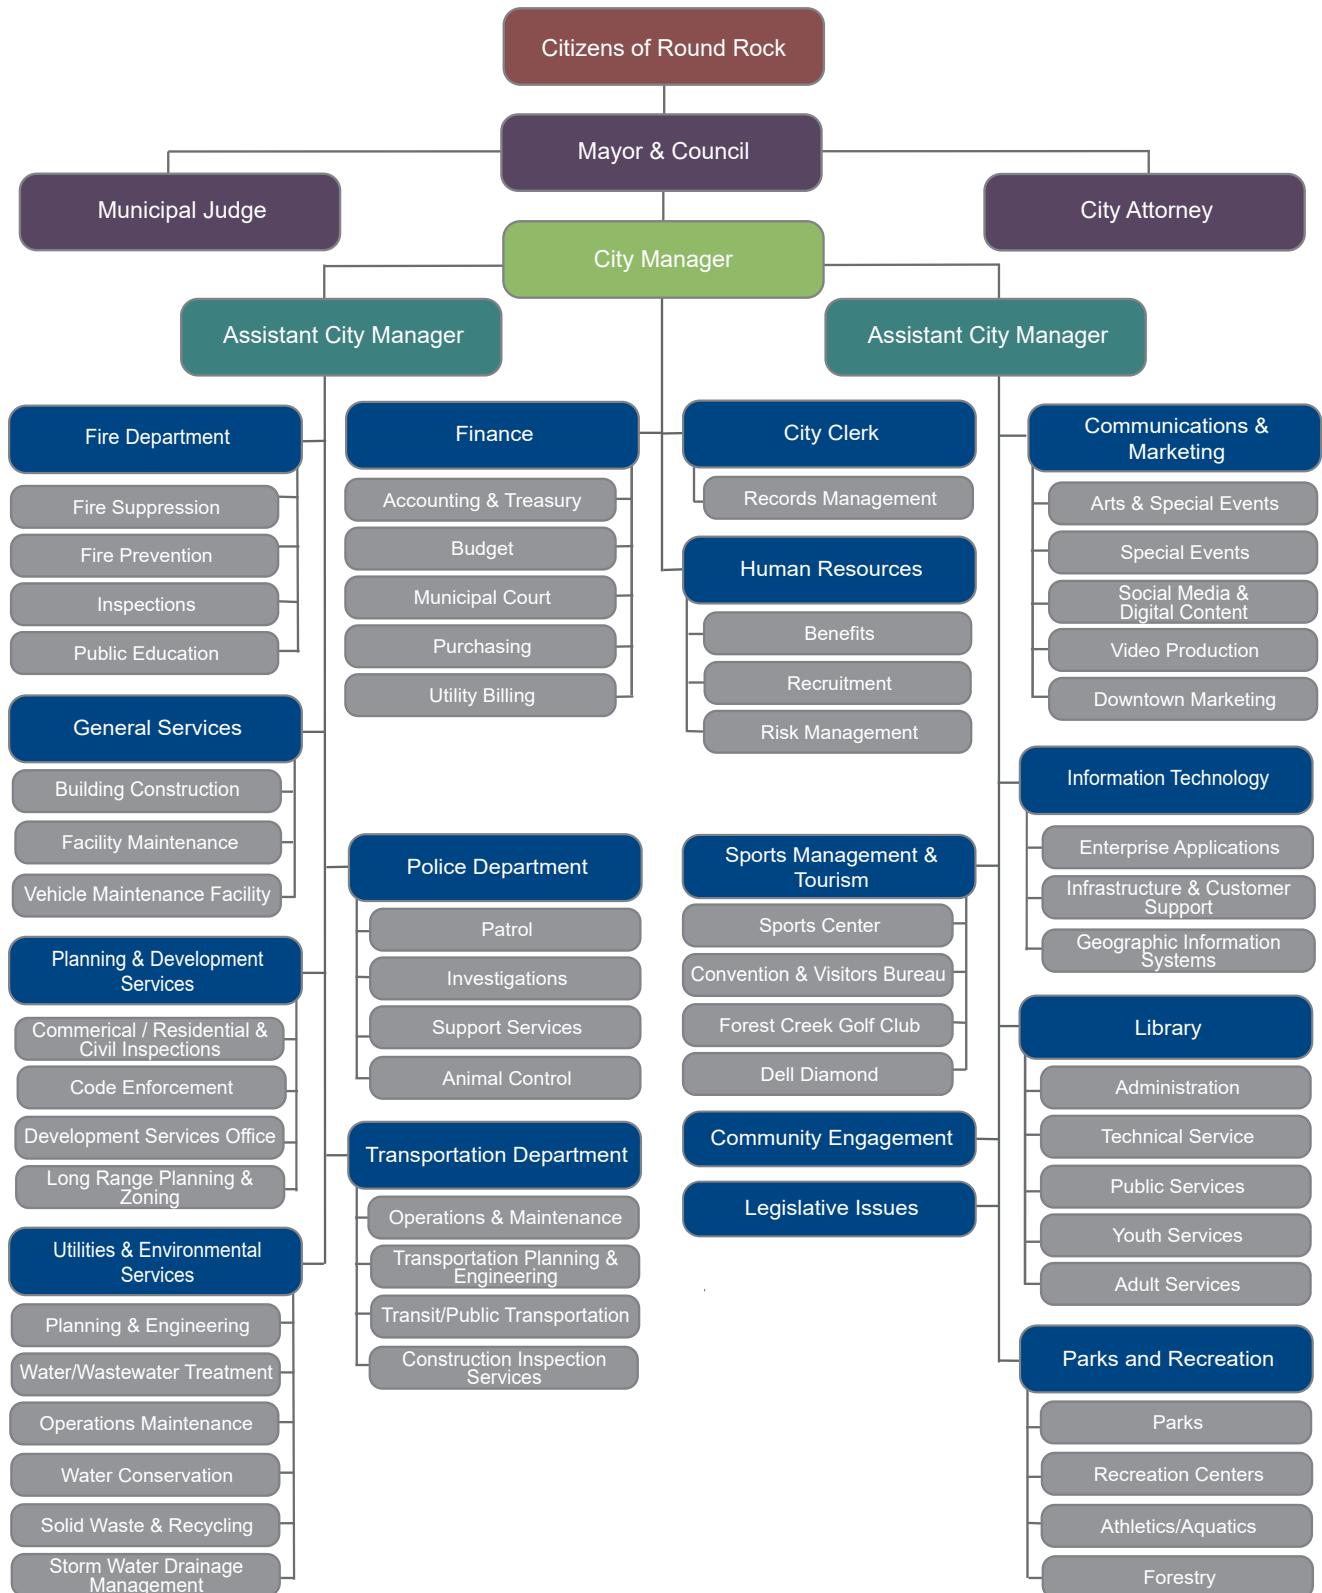 Citizens of Round Rock
Mayor & Council
Municipal Judge
City Attorney
City Manager
Assistant City Manager
Assistant City Manager
Fire Department
Fire Suppression
Fire Prevention
Inspections
Public Education
General Services
Building Construction
Facility Maintenance
Vehicle Maintenance Facility
Planning & Development
Services
Commerical / Residential &
Civil Inspections
Code Enforcement
Development Services Office
Long Range Planning &
Zoning
Utilities & Environmental
Services
Planning & Engineering
Water/Wastewater Treatment
Operations Maintenance
Water Conservation
Solid Waste & Recycling
Storm Water Drainage
Management
Finance
Accounting & Treasury
Budget
Municipal Court
Purchasing
Utility Billing
Police Department
Patrol
Investigations
Support Services
Animal Control
Transportation Department
Operations & Maintenance
Transportation Planning &
Engineering
Transit/Public Transportation
Construction Inspection
Services
City Clerk
Records Management
Human Resources
Benefits
Recruitment
Risk Management
Sports Management &
Tourism
Sports Center
Convention & Visitors Bureau
Forest Creek Golf Club
Dell Diamond
Community Engagement
Legislative Issues
Communications &
Marketing
Arts & Special Events
Special Events
Social Media &
Digital Content
Video Production
Downtown Marketing
Information Technology
Enterprise Applications
Infrastructure & Customer
Support
Geographic Information
Systems
Library
Administration
Technical Service
Public Services
Youth Services
Adult Services
Parks and Recreation
Parks
Recreation Centers
Athletics/Aquatics
Forestry